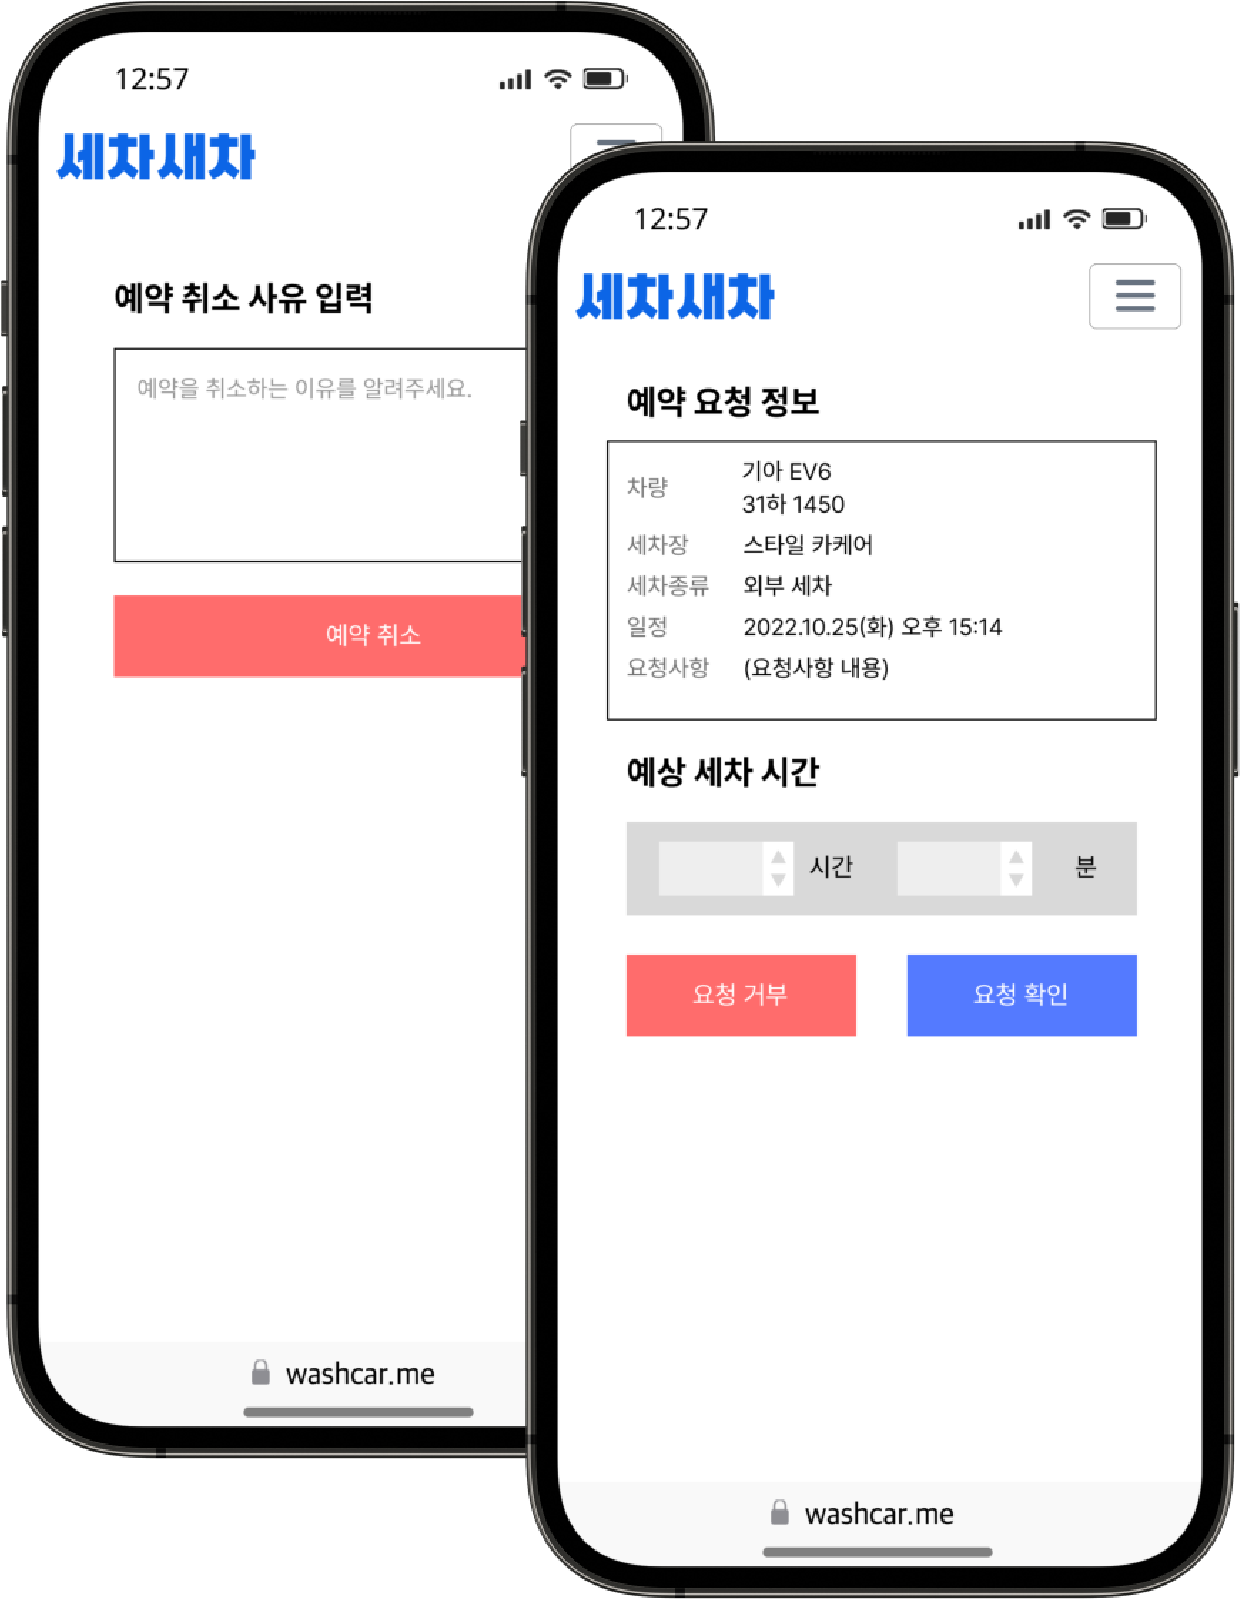 12:57
세차새차
예약 취소 사유 입력
예약을 취소하는 이유를 알려주세요.
예약 취소
washcar.me
12:57
세차새차
예약 요청 정보
차량 기아 EV6
31하 1450
세차장 스타일 카케어
세차종류 외부 세차
일정 2022.10.25(화) 오후 15:14
요청사항 (요청사항 내용)
예상 세차 시간
시간 분
요청 거부 요청 확인
washcar.me